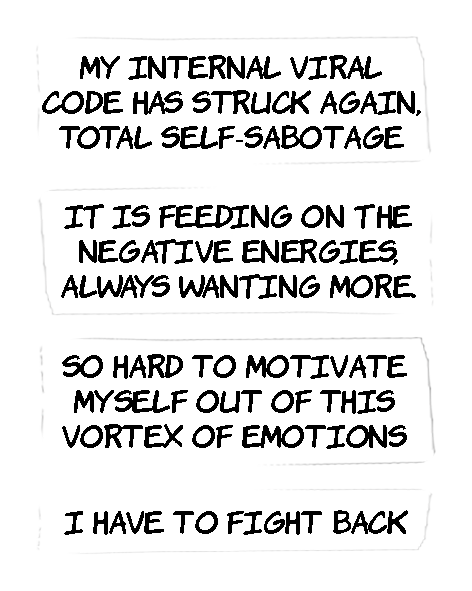 MY INTERNAL VIRAL
CODE HAS STRUCK AGAIN,
TOTAL SELF-SABOTAGE
IT IS FEEDING ON THE
NEGATIVE ENERGIES,
ALWAYS WANTING MORE.
SO HARD TO MOTIVATE
MYSELF OUT OF THIS
VORTEX OF EMOTIONS
I HAVE TO FIGHT BACK